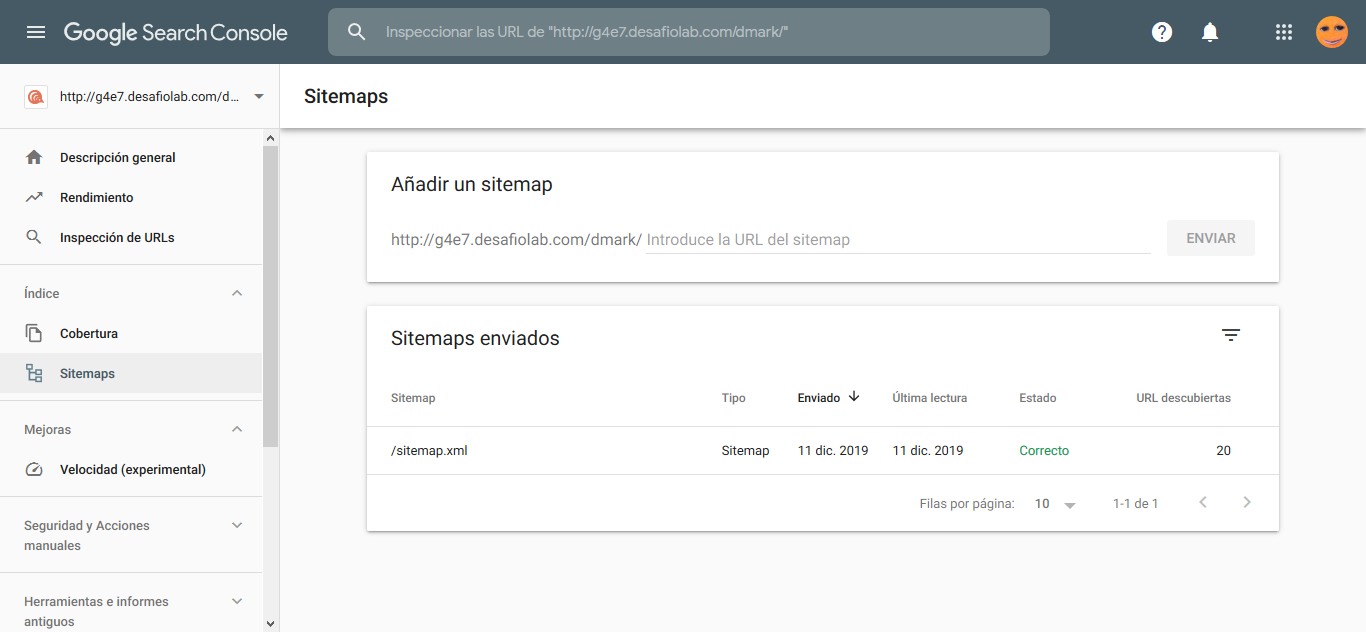 Google Search Console
Inspeccionar las URL de "http://g4e7.desafiolab.com/dmark/"
http://g4e7.desafiolab.com/d...
Sitemaps
Descripción general
Rendimiento
Inspección de URLs
Índice
Cobertura
Sitemaps
Mejoras
Velocidad (experimental)
Seguridad y Acciones
manuales
Herramientas e informes
antiguos
Añadir un sitemap
http://g4e7.desafiolab.com/dmark/ Introduce la URL del sitemap
ENVIAR
Sitemaps enviados
Sitemap Tipo Enviado Última lectura Estado URL descubiertas
/sitemap.xml Sitemap 11 dic. 2019 11 dic. 2019 Correcto 20
Filas por página: 10 1-1 de 1